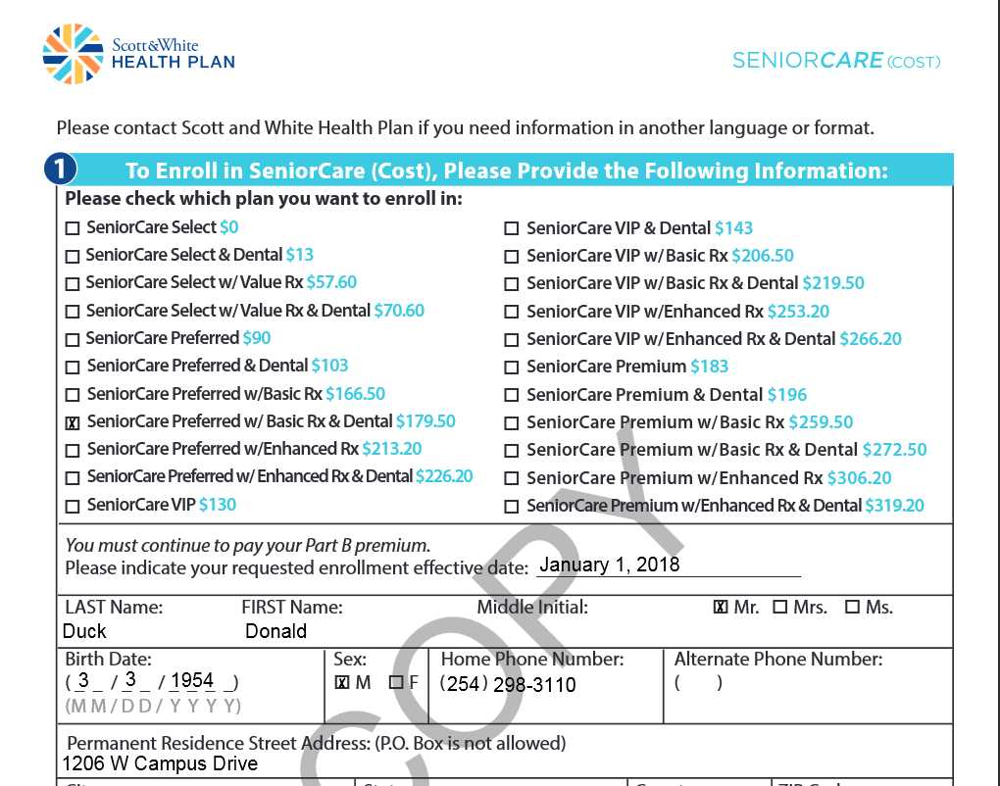 Scott&White
HEALTH PLAN
SENIORCARE (COST)
Please contact Scott and White Health Plan if you need information in another language or format.
1 To Enroll in SeniorCare (Cost), Please Provide the Following Information:
Please check which plan you want to enroll in:
SeniorCare Select $0
SeniorCare Select & Dental $13
SeniorCare Select w/ Value Rx $57.60
SeniorCare Select w/ Value Rx & Dental $70.60
SeniorCare Preferred $90
SeniorCare Preferred & Dental $103
SeniorCare Preferred w/Basic Rx $166.50
X SeniorCare Preferred w/ Basic Rx & Dental $179.50
SeniorCare Preferred w/Enhanced Rx $213.20
SeniorCare Preferred w/ Enhanced Rx & Dental $226.20
SeniorCare VIP $130
SeniorCare VIP & Dental $143
SeniorCare VIP w/ Basic Rx $206.50
SeniorCare VIP w/ Basic Rx & Dental $219.50
SeniorCare VIP w/Enhanced Rx $253.20
SeniorCare VIP w/ Enhanced Rx & Dental $266.20
SeniorCare Premium $183
SeniorCare Premium & Dental $196
SeniorCare Premium w/ Basic Rx $259.50
SeniorCare Premium w/Basic Rx & Dental $272.50
SeniorCare Premium w/ Enhanced Rx $306.20
SeniorCare Premium w/Enhanced Rx & Dental $319.20
You must continue to pay your Part B premium.
Please indicate your requested enrollment effective date: January 1, 2018
LAST Name: FIRST Name: Middle Initial: X Mr. Mrs. Ms.
Duck Donald
Birth Date: Sex: Home Phone Number: Alternate Phone Number:
( 3 / 3 / 1954 ) X M F (254) 298-3110 ( )
(MM/DD/YYYY)
Permanent Residence Street Address: (P.O. Box is not allowed)
1206 W Campus Drive
COPY